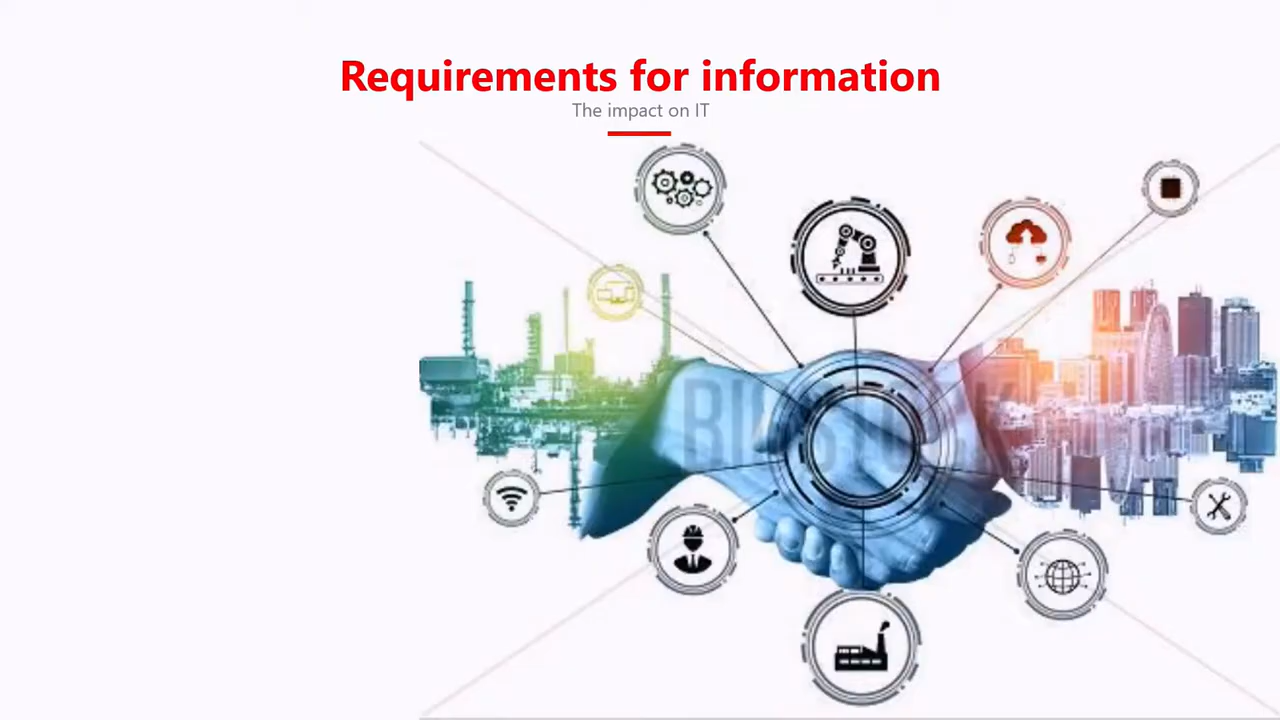 Requirements for information
The impact on IT